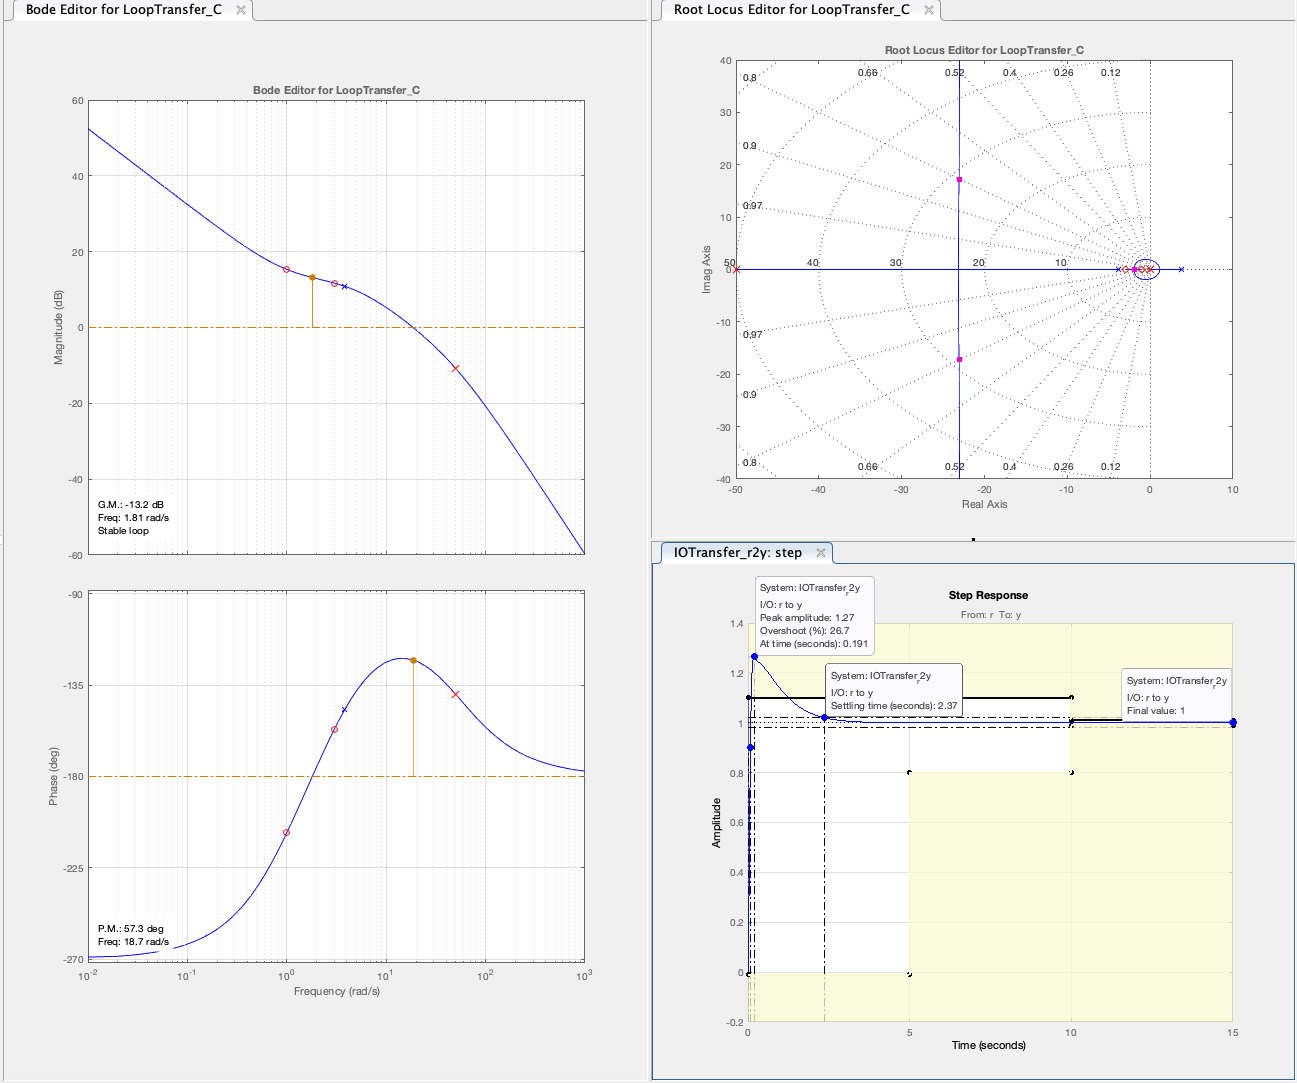 Bode Editor for LoopTransfer_C
Bode Editor for LoopTransfer_C
60
40
20
0
-20
-40
-60
Magnitude (dB)
G.M.: -13.2 dB
Freq: 1.81 rad/s
Stable loop
-90
-135
-180
-225
-270
Phase (deg)
P.M.: 57.3 deg
Freq: 18.7 rad/s
10^-2
10^-1
10^0
10^1
10^2
10^3
Frequency (rad/s)
Root Locus Editor for LoopTransfer_C
Root Locus Editor for LoopTransfer_C
40
30
20
10
0
-10
-20
-30
-40
Imag Axis
0.8
0.66
0.52
0.4
0.26
0.12
0.9
0.97
50
40
30
20
10
0.97
0.9
0.8
0.66
0.52
0.4
0.26
0.12
-50
-40
-30
-20
-10
0
10
Real Axis
IOTransfer_r2y: step
Step Response
From: r To: y
System: IOTransfer_r2y
I/O: r to y
Peak amplitude: 1.27
Overshoot (%): 26.7
At time (seconds): 0.191
System: IOTransfer_r2y
I/O: r to y
Settling time (seconds): 2.37
System: IOTransfer_r2y
I/O: r to y
Final value: 1
1.4
1.2
1
0.8
0.6
0.4
0.2
0
-0.2
Amplitude
0
5
10
15
Time (seconds)